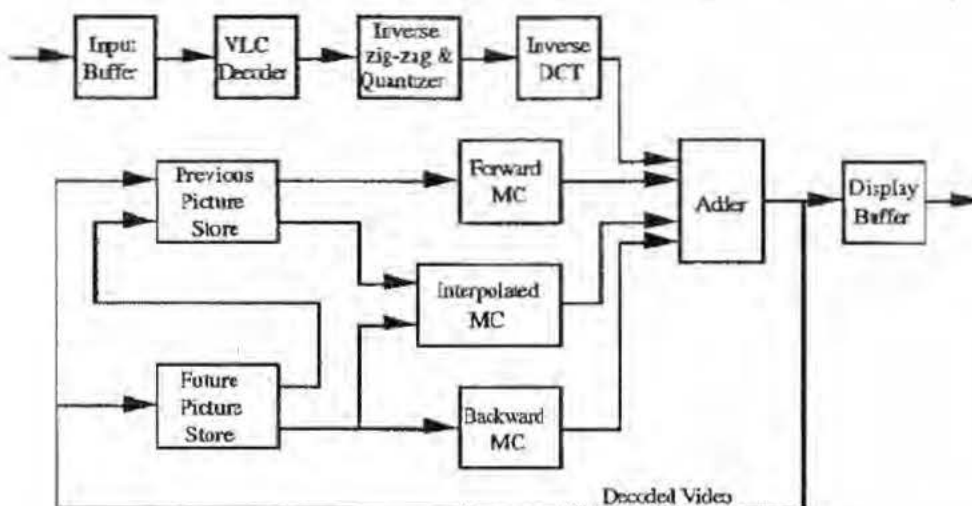 Input
Buffer
VLC
Decoder
Inverse
zig-zag &
Quantizer
Inverse
DCT
Previous
Picture
Store
Forward
MC
Adder
Display
Buffer
Interpolated
MC
Future
Picture
Store
Backward
MC
Decoded Video